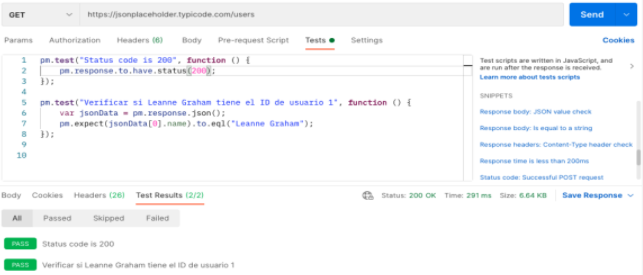 GET https://jsonplaceholder.typicode.com/users Send
Params Authorization Headers (6) Body Pre-request Script Tests Settings Cookies
1 pm.test("Status code is 200", function () {
2 pm.response.to.have.status(200);
3 });
4
5 pm.test("Verificar si Leanne Graham tiene el ID de usuario 1", function () {
6 var jsonData = pm.response.json();
7 pm.expect(jsonData[0].name).to.eql("Leanne Graham");
8 });
9
10
Test scripts are written in JavaScript, and
are run after the response is received.
Learn more about tests scripts
SNIPPETS
Response body: JSON value check
Response body: Is equal to a string
Response headers: Content-Type header check
Response time is less than 200ms
Status code: Successful POST request
Body Cookies Headers (26) Test Results (2/2) Status: 200 OK Time: 291 ms Size: 6.64 KB Save Response
All Passed Skipped Failed
PASS Status code is 200
PASS Verificar si Leanne Graham tiene el ID de usuario 1